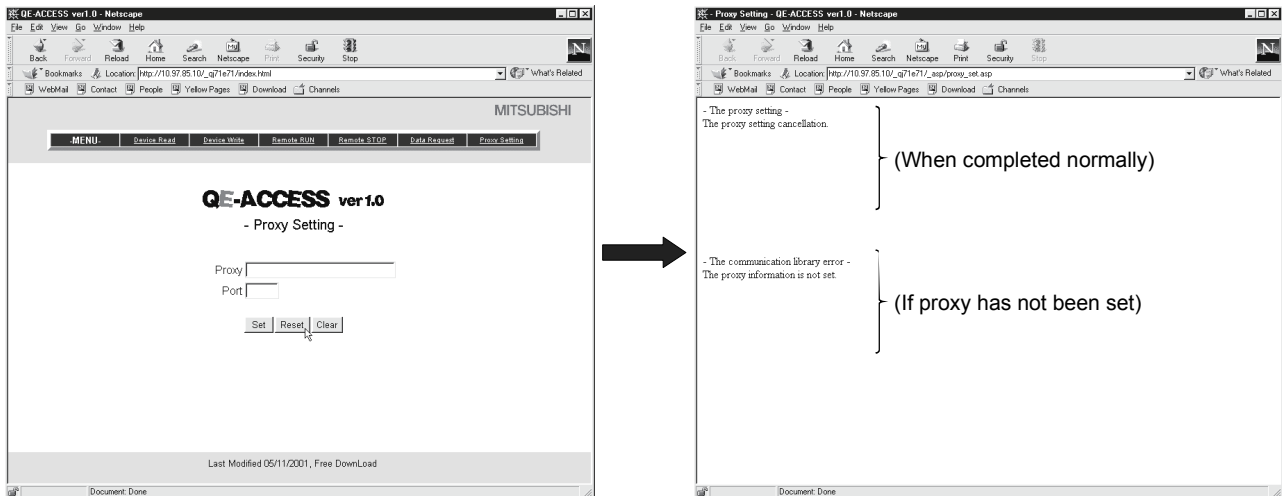 QE-ACCESS ver1.0 - Netscape
File Edit View Go Window Help
Back Forward Reload Home Search Netscape Print Security Stop
Bookmarks Location: http://10.97.85.10/_qj71e71/index.html What's Related
WebMail Contact People Yellow Pages Download Channels
MITSUBISHI
-MENU- Device Read Device Write Remote RUN Remote STOP Data Request Proxy Setting
QE-ACCESS ver1.0
- Proxy Setting -
Proxy
Port
Set Reset Clear
Last Modified 05/11/2001, Free DownLoad
Document: Done
- Proxy Setting - QE-ACCESS ver1.0 - Netscape
File Edit View Go Window Help
Back Forward Reload Home Search Netscape Print Security Stop
Bookmarks Location: http://10.97.85.10/_qj71e71/_asp/proxy_set.asp What's Related
WebMail Contact People Yellow Pages Download Channels
- The proxy setting -
The proxy setting cancellation.
(When completed normally)
- The communication library error -
The proxy information is not set.
(If proxy has not been set)
Document: Done